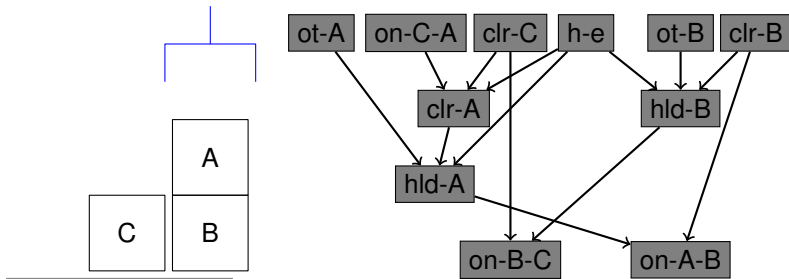 A
C B
ot-A on-C-A clr-C h-e ot-B clr-B
clr-A hld-B
hld-A
on-B-C on-A-B